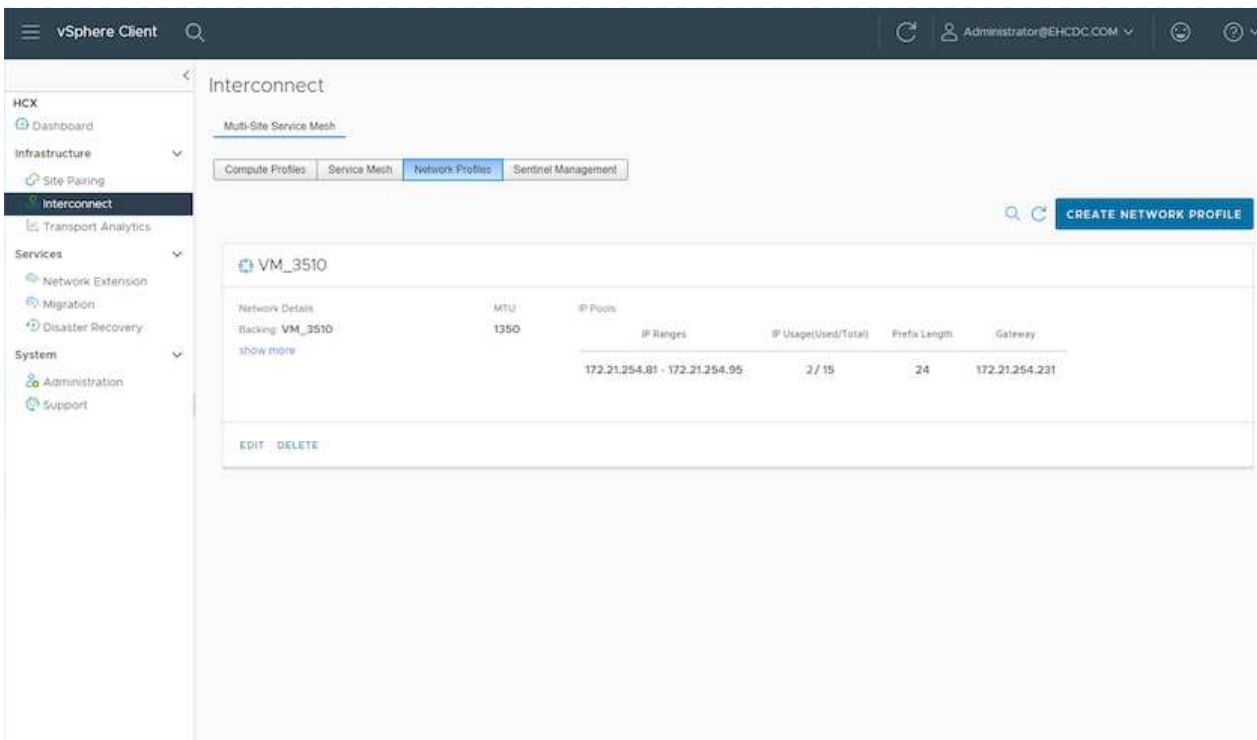 vSphere Client
Administrator@EHCDC.COM
HCX
Dashboard
Infrastructure
Site Pairing
Interconnect
Transport Analytics
Services
Network Extension
Migration
Disaster Recovery
System
Administration
Support
Interconnect
Multi-Site Service Mesh
Compute Profiles Service Mesh Network Profiles Sentinel Management
CREATE NETWORK PROFILE
VM_3510
Network Details MTU IP Pools
Backing: VM_3510 1350
show more
IP Ranges IP Usage(Used/Total) Prefix Length Gateway
172.21.254.81 - 172.21.254.95 2 / 15 24 172.21.254.231
EDIT DELETE